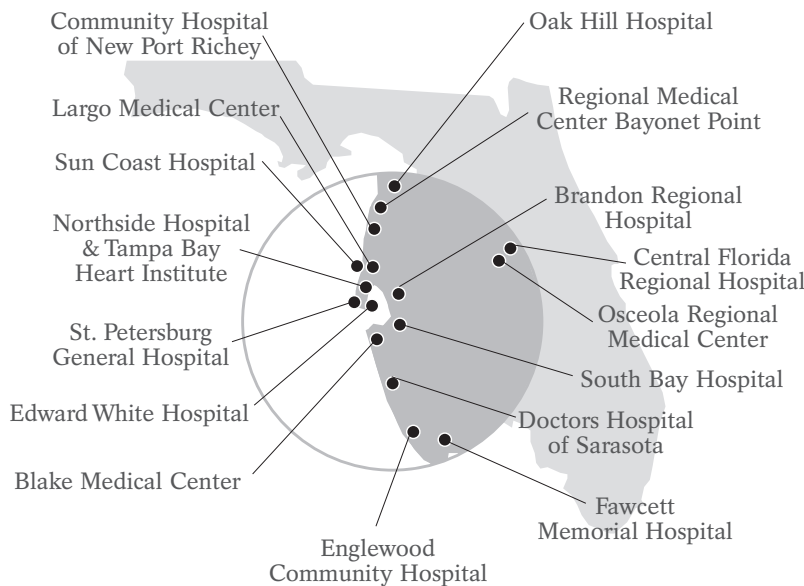 Community Hospital
of New Port Richey
Largo Medical Center
Sun Coast Hospital
Northside Hospital
& Tampa Bay
Heart Institute
St. Petersburg
General Hospital
Edward White Hospital
Blake Medical Center
Englewood
Community Hospital
Oak Hill Hospital
Regional Medical
Center Bayonet Point
Brandon Regional
Hospital
Central Florida
Regional Hospital
Osceola Regional
Medical Center
South Bay Hospital
Doctors Hospital
of Sarasota
Fawcett
Memorial Hospital